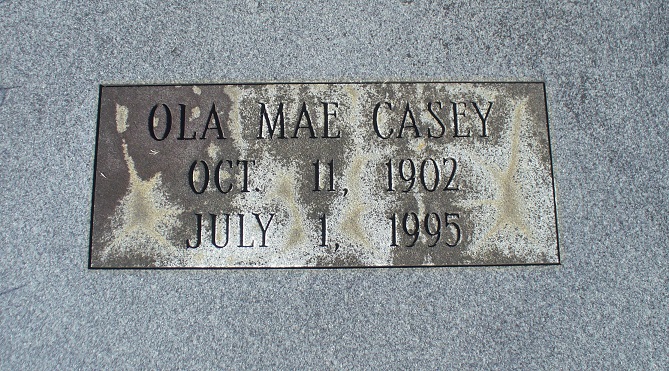 OLA MAE CASEY
OCT. 11, 1902
JULY 1, 1995